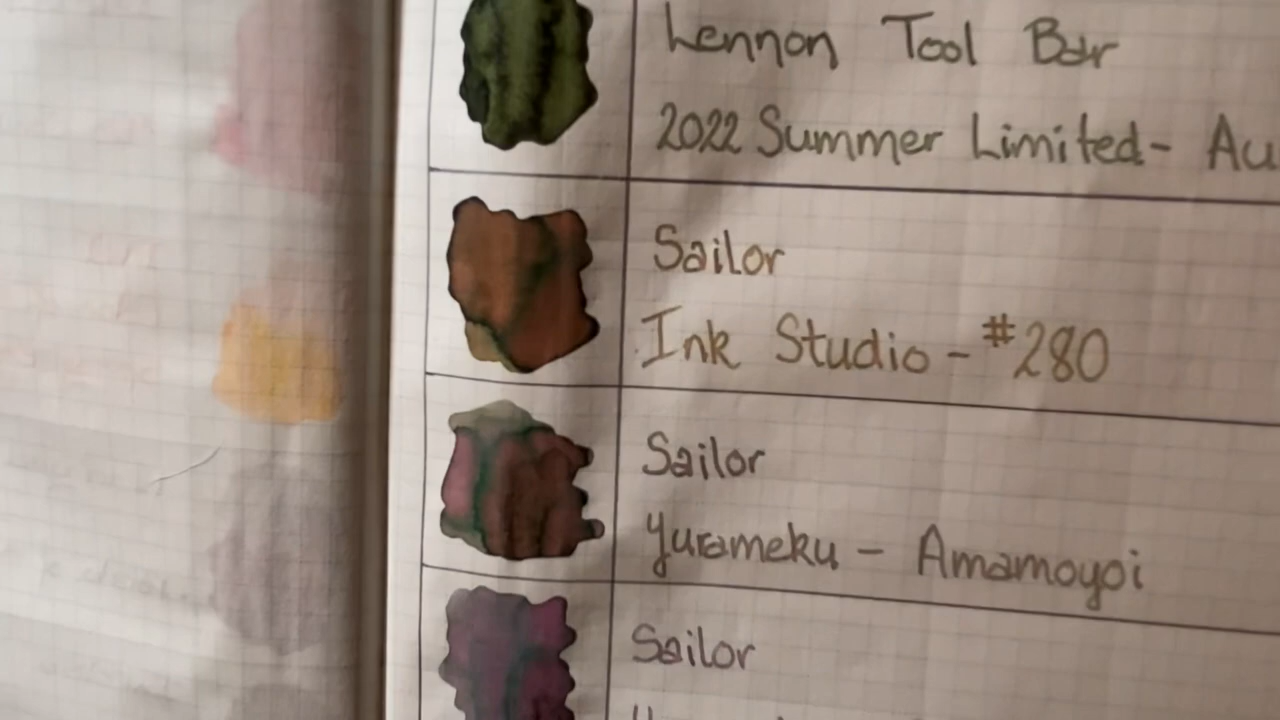 Lennon Tool Bar
2022 Summer Limited- Au
Sailor
Ink Studio - #280
Sailor
Yurameku - Amamoyoi
Sailor